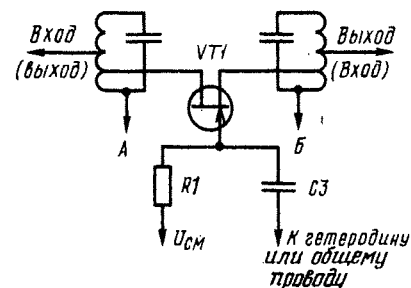 Вход
(выход)
VT1
Выход
(Вход)
А
Б
R1
C3
Uсм
К гетеродину
или общему
проводу